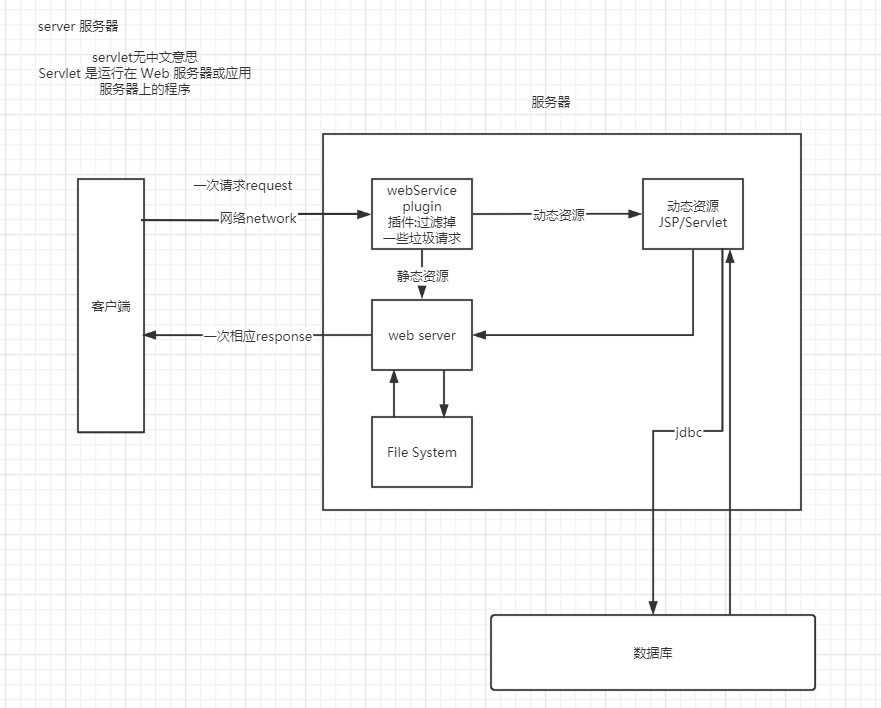 server 服务器
servlet无中文意思
Servlet 是运行在 Web 服务器或应用
服务器上的程序
服务器
一次请求request
网络network
webService
plugin
插件:过滤掉
一些垃圾请求
动态资源
动态资源
JSP/Servlet
静态资源
客户端
一次相应response
web server
jdbc
File System
数据库